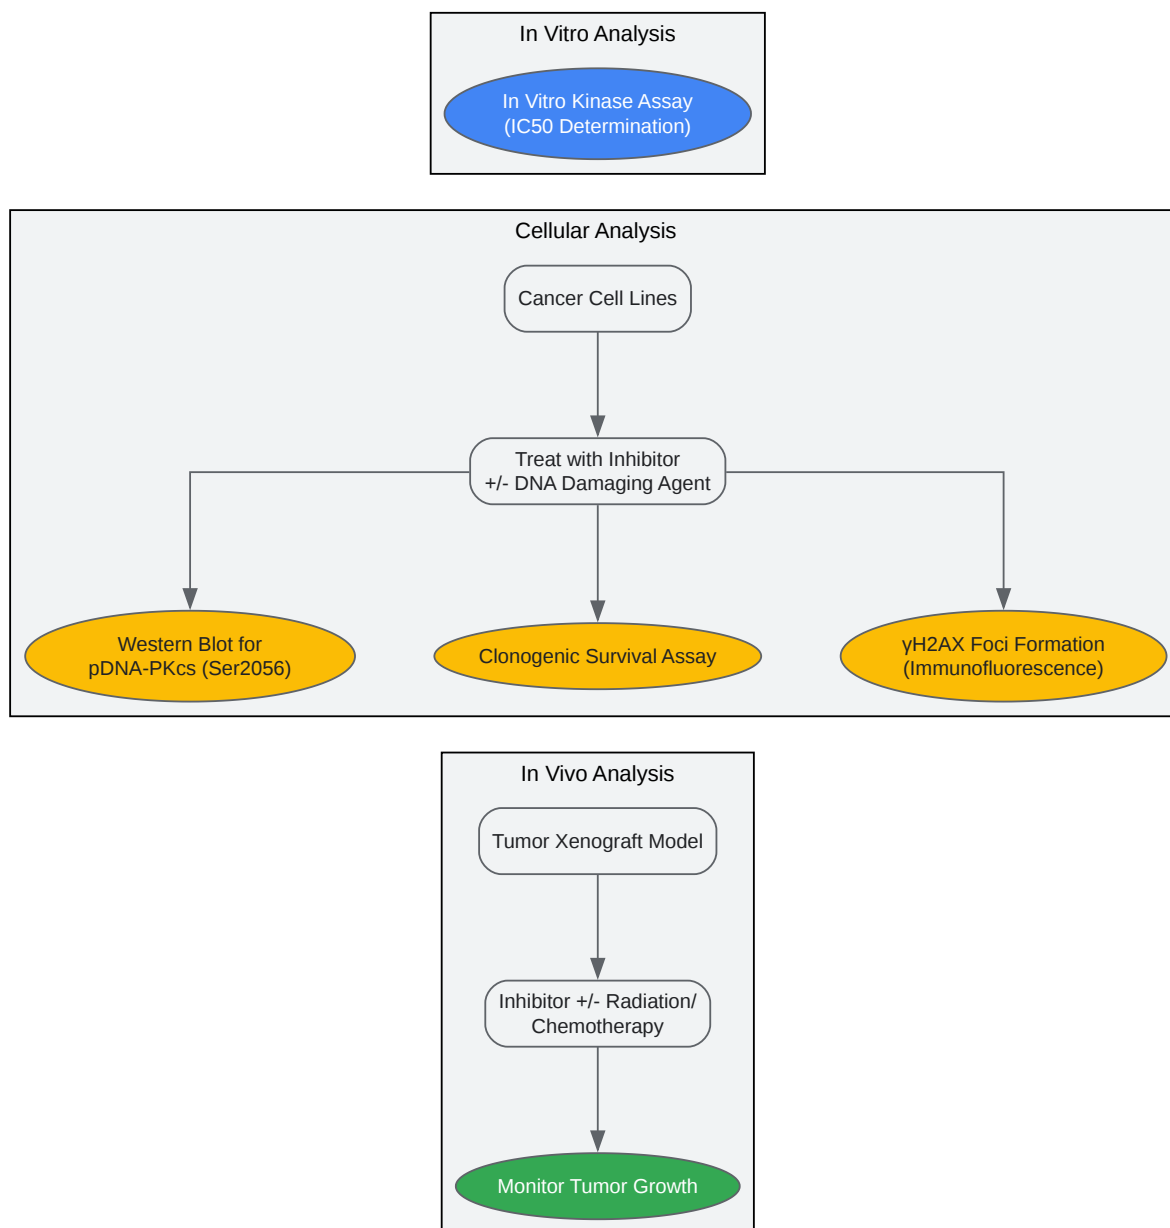 In Vitro Analysis
In Vitro Kinase Assay
(IC50 Determination)
Cellular Analysis
Cancer Cell Lines
Treat with Inhibitor
+/- DNA Damaging Agent
Western Blot for
pDNA-PKcs (Ser2056)
Clonogenic Survival Assay
γH2AX Foci Formation
(Immunofluorescence)
In Vivo Analysis
Tumor Xenograft Model
Inhibitor +/- Radiation/
Chemotherapy
Monitor Tumor Growth